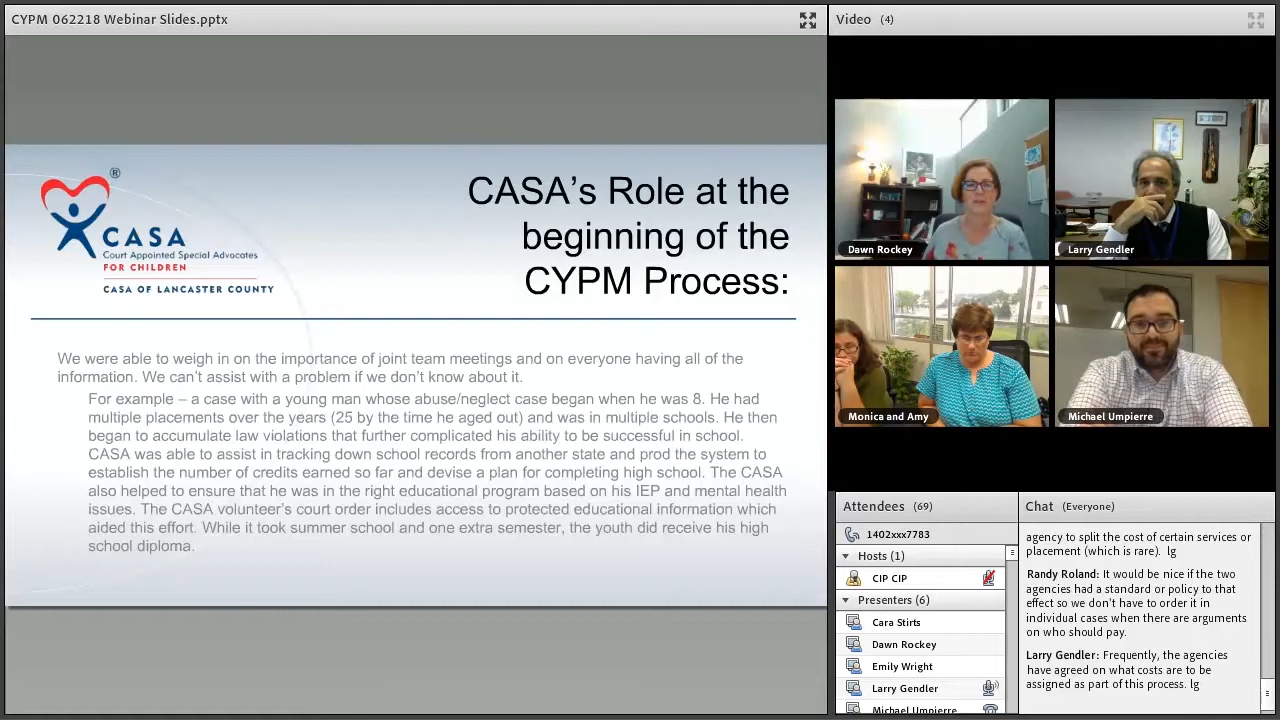 CYPM 062218 Webinar Slides.pptx
®
CASA
Court Appointed Special Advocates
FOR CHILDREN
CASA OF LANCASTER COUNTY
CASA’s Role at the
beginning of the
CYPM Process:
We were able to weigh in on the importance of joint team meetings and on everyone having all of the
information. We can’t assist with a problem if we don’t know about it.
For example – a case with a young man whose abuse/neglect case began when he was 8. He had
multiple placements over the years (25 by the time he aged out) and was in multiple schools. He then
began to accumulate law violations that further complicated his ability to be successful in school.
CASA was able to assist in tracking down school records from another state and prod the system to
establish the number of credits earned so far and devise a plan for completing high school. The CASA
also helped to ensure that he was in the right educational program based on his IEP and mental health
issues. The CASA volunteer’s court order includes access to protected educational information which
aided this effort. While it took summer school and one extra semester, the youth did receive his high
school diploma.
Video (4)
Dawn Rockey
Larry Gendler
Monica and Amy
Michael Umpierre
Attendees (69)
1402xxx7783
Hosts (1)
CIP CIP
Presenters (6)
Cara Stirts
Dawn Rockey
Emily Wright
Larry Gendler
Michael Umpierre
Chat (Everyone)
agency to split the cost of certain services or
placement (which is rare). lg
Randy Roland: It would be nice if the two
agencies had a standard or policy to that
effect so we don't have to order it in
individual cases when there are arguments
on who should pay.
Larry Gendler: Frequently, the agencies
have agreed on what costs are to be
assigned as part of this process. lg